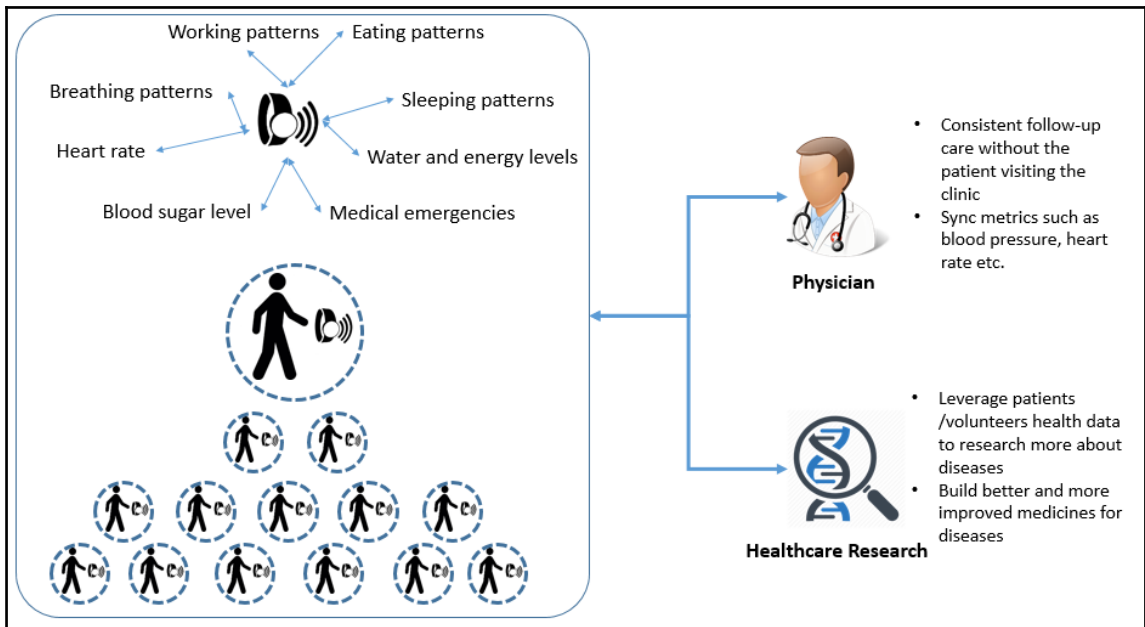 Working patterns
Eating patterns
Breathing patterns
Sleeping patterns
Heart rate
Water and energy levels
Blood sugar level
Medical emergencies
• Consistent follow-up
care without the
patient visiting the
clinic
• Sync metrics such as
blood pressure, heart
rate etc.
Physician
• Leverage patients
/volunteers health data
to research more about
diseases
• Build better and more
improved medicines for
diseases
Healthcare Research